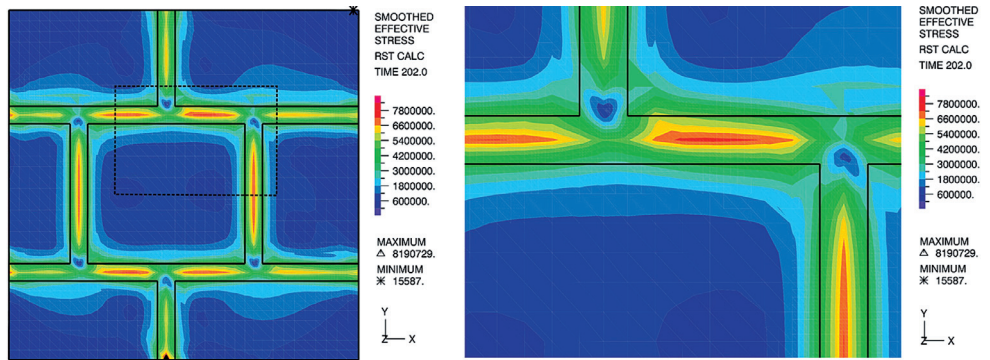 SMOOTHED
EFFECTIVE
STRESS
RST CALC
TIME 202.0
7800000.
6600000.
5400000.
4200000.
3000000.
1800000.
600000.
MAXIMUM
△ 8190729.
MINIMUM
✳ 15587.
Y
Z X
SMOOTHED
EFFECTIVE
STRESS
RST CALC
TIME 202.0
7800000.
6600000.
5400000.
4200000.
3000000.
1800000.
600000.
MAXIMUM
△ 8190729.
MINIMUM
✳ 15587.
Y
Z X